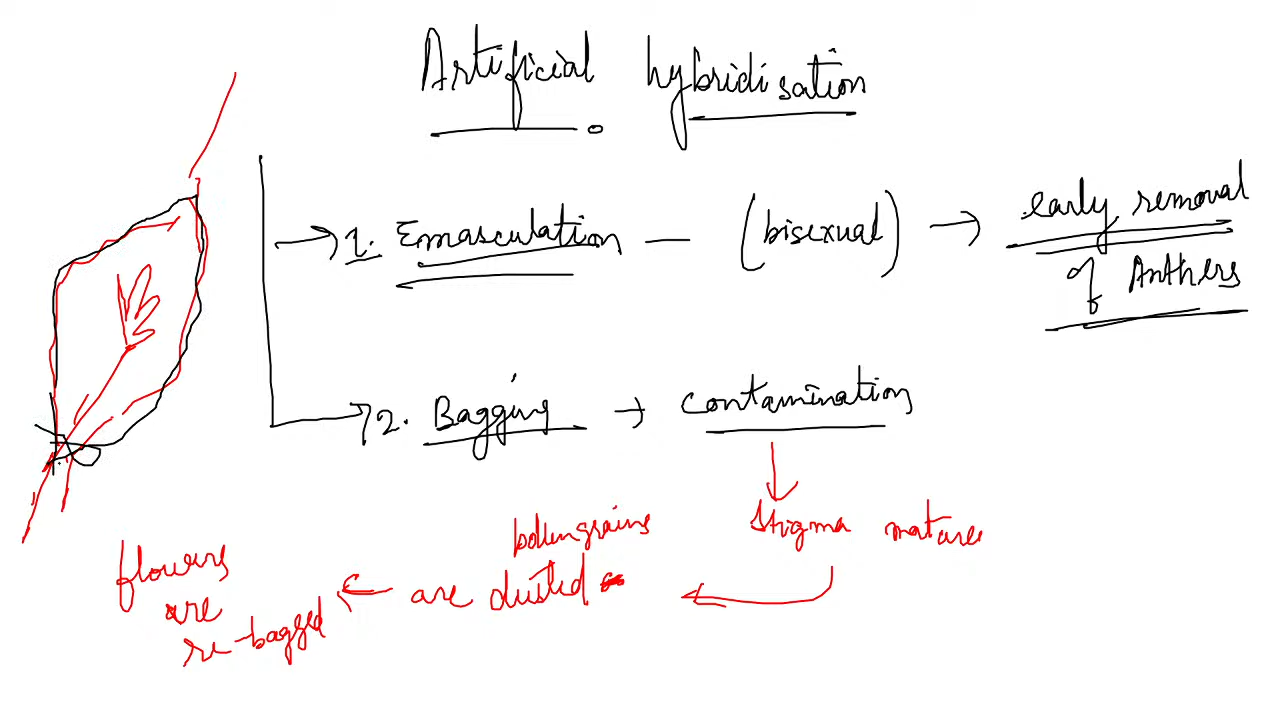 Artificial hybridisation
1. Emasculation — (bisexual) → early removal
of Anthers
2. Bagging → contamination
stigma mature
pollengrains
are dusted
flowers
are
re-bagged